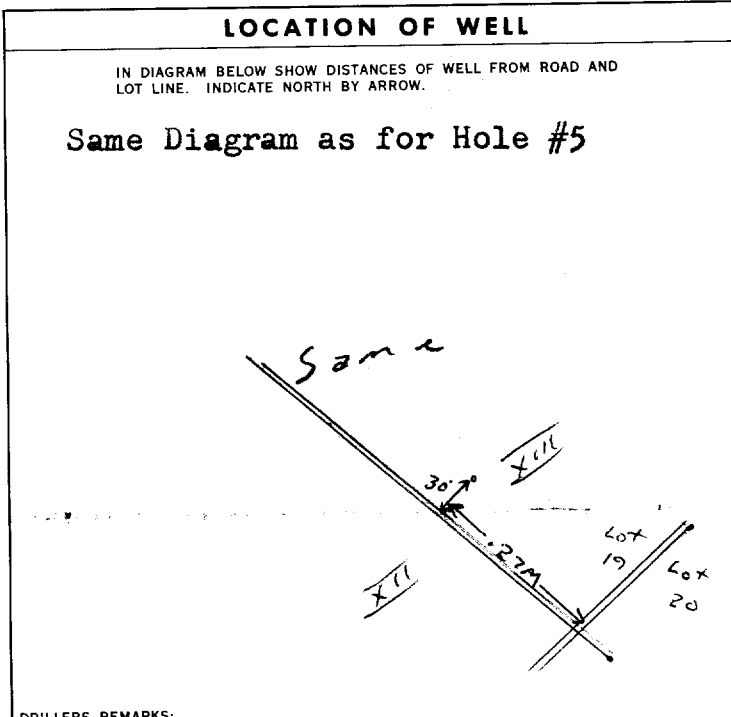 LOCATION OF WELL
IN DIAGRAM BELOW SHOW DISTANCES OF WELL FROM ROAD AND
LOT LINE. INDICATE NORTH BY ARROW.
Same Diagram as for Hole #5
Same
XIII
30'
.27M
Lot
19
Lot
20
XII
DRILLERS REMARKS: